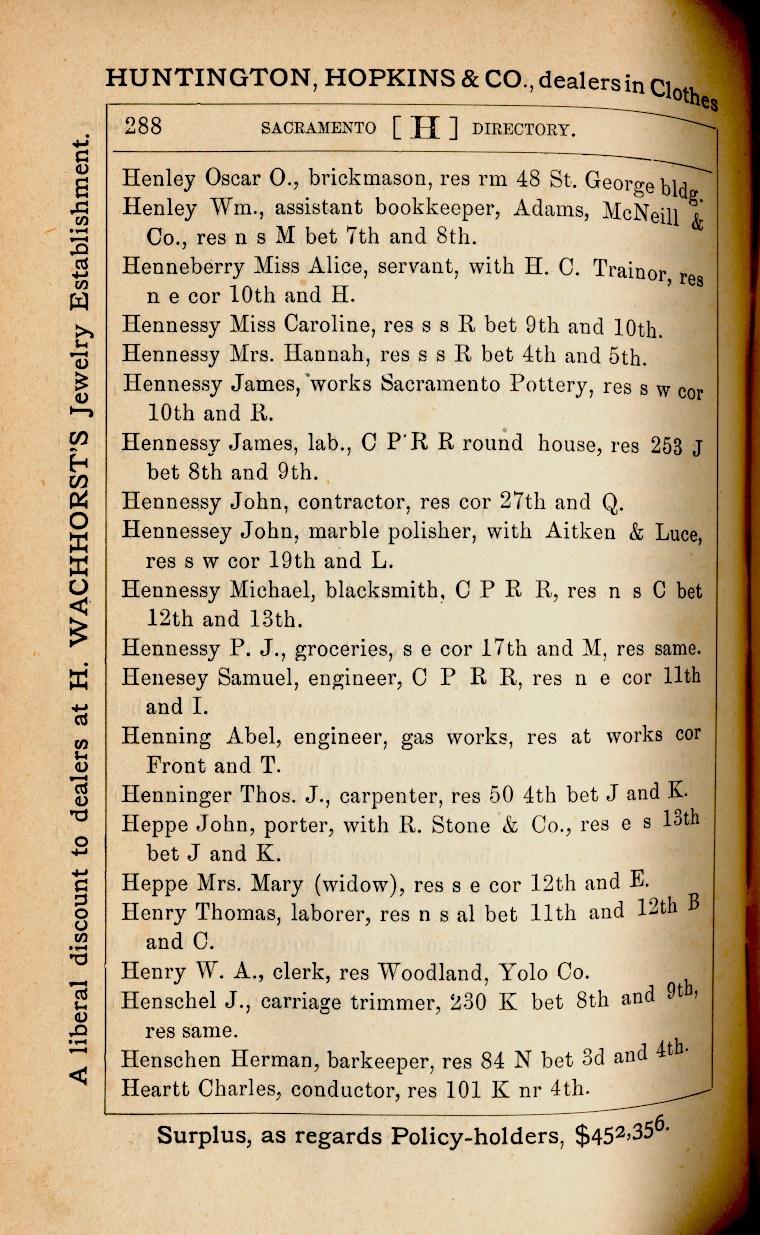 HUNTINGTON, HOPKINS & CO., dealers in Clothes
288 SACRAMENTO [ H ] DIRECTORY.
Henley Oscar O., brickmason, res rm 48 St. George bldg.
Henley Wm., assistant bookkeeper, Adams, McNeill &
Co., res n s M bet 7th and 8th.
Henneberry Miss Alice, servant, with H. C. Trainor, res
n e cor 10th and H.
Hennessy Miss Caroline, res s s R bet 9th and 10th.
Hennessy Mrs. Hannah, res s s R bet 4th and 5th.
Hennessy James, works Sacramento Pottery, res s w cor
10th and R.
Hennessy James, lab., C P R R round house, res 253 J
bet 8th and 9th.
Hennessy John, contractor, res cor 27th and Q.
Hennessey John, marble polisher, with Aitken & Luce,
res s w cor 19th and L.
Hennessy Michael, blacksmith, C P R R, res n s C bet
12th and 13th.
Hennessy P. J., groceries, s e cor 17th and M, res same.
Henesey Samuel, engineer, C P R R, res n e cor 11th
and I.
Henning Abel, engineer, gas works, res at works cor
Front and T.
Henninger Thos. J., carpenter, res 50 4th bet J and K.
Heppe John, porter, with R. Stone & Co., res e s 13th
bet J and K.
Heppe Mrs. Mary (widow), res s e cor 12th and E.
Henry Thomas, laborer, res n s al bet 11th and 12th B
and C.
Henry W. A., clerk, res Woodland, Yolo Co.
Henschel J., carriage trimmer, 230 K bet 8th and 9th,
res same.
Henschen Herman, barkeeper, res 84 N bet 3d and 4th.
Heartt Charles, conductor, res 101 K nr 4th.
Surplus, as regards Policy-holders, $452,356.
A liberal discount to dealers at H. WACHHORST'S Jewelry Establishment.